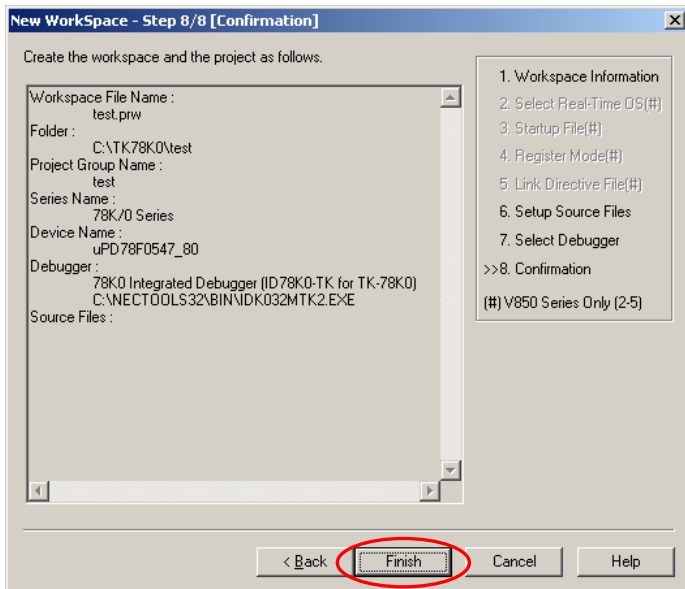 New WorkSpace - Step 8/8 [Confirmation]
Create the workspace and the project as follows.
Workspace File Name :
test.prw
Folder :
C:\TK78K0\test
Project Group Name :
test
Series Name :
78K/0 Series
Device Name :
uPD78F0547_80
Debugger :
78K0 Integrated Debugger (ID78K0-TK for TK-78K0)
C:\NECTOOLS32\BIN\IDK032MTK2.EXE
Source Files :
1. Workspace Information
2. Select Real-Time OS(#)
3. Startup File(#)
4. Register Mode(#)
5. Link Directive File(#)
6. Setup Source Files
7. Select Debugger
>>8. Confirmation
(#) V850 Series Only (2-5)
< Back
Finish
Cancel
Help